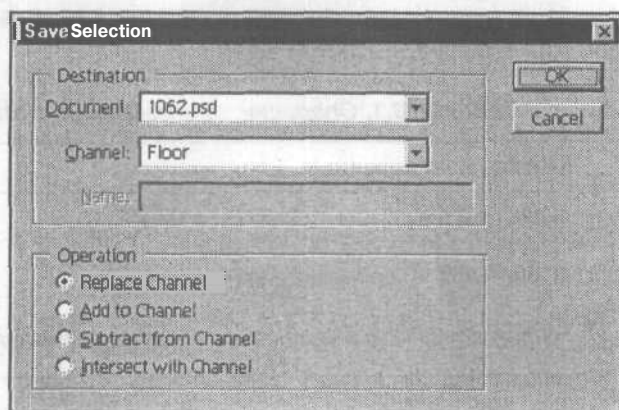 Save Selection
Destination
Document: 1062.psd
Channel: Floor
Name:
OK
Cancel
Operation
Replace Channel
Add to Channel
Subtract from Channel
Intersect with Channel